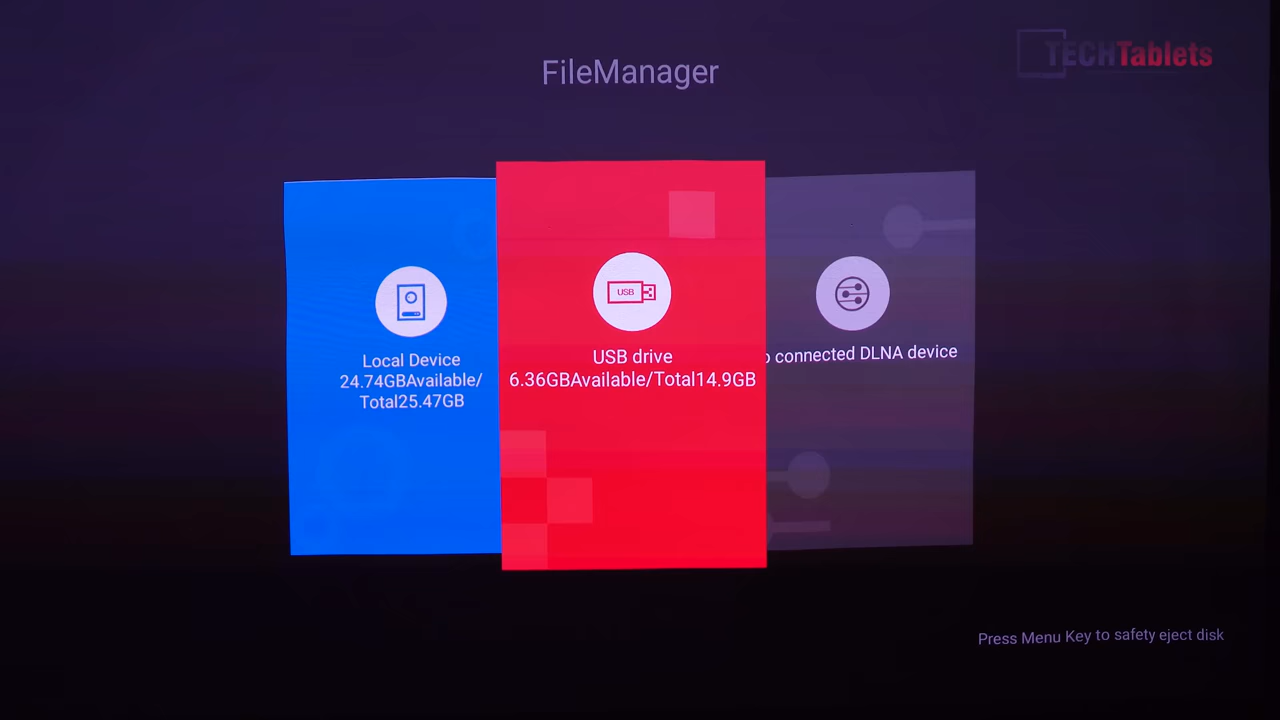 TECHTablets
FileManager
Local Device
24.74GBAvailable/
Total25.47GB
USB
USB drive
6.36GBAvailable/Total14.9GB
connected DLNA device
Press Menu Key to safety eject disk